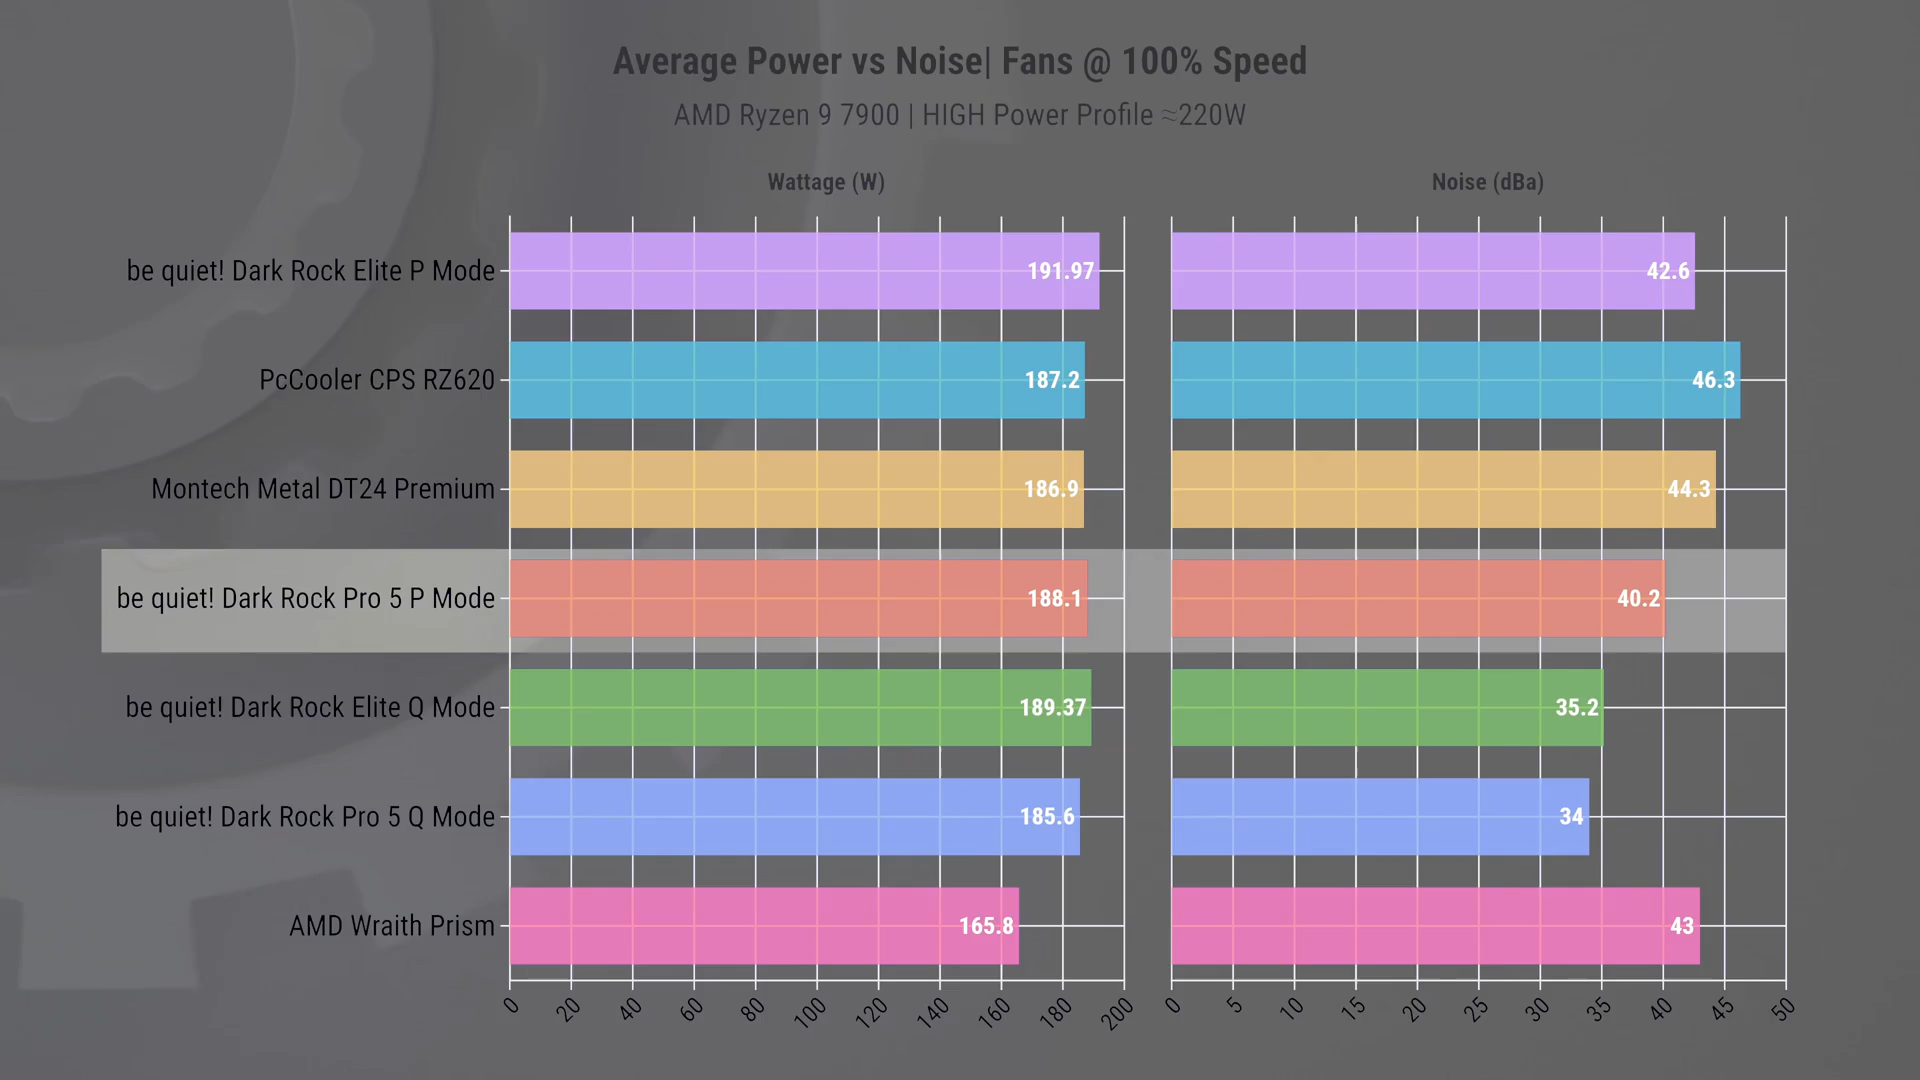 Average Power vs Noise| Fans @ 100% Speed
AMD Ryzen 9 7900 | HIGH Power Profile ≈220W
Wattage (W)
Noise (dBa)
be quiet! Dark Rock Elite P Mode 191.97 42.6
PcCooler CPS RZ620 187.2 46.3
Montech Metal DT24 Premium 186.9 44.3
be quiet! Dark Rock Pro 5 P Mode 188.1 40.2
be quiet! Dark Rock Elite Q Mode 189.37 35.2
be quiet! Dark Rock Pro 5 Q Mode 185.6 34
AMD Wraith Prism 165.8 43
0 20 40 60 80 100 120 140 160 180 200
0 5 10 15 20 25 30 35 40 45 50